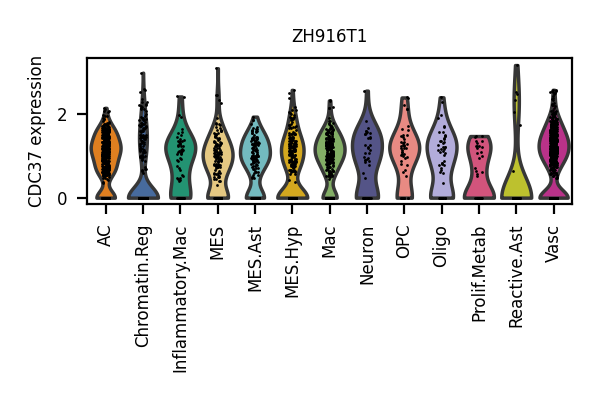 ZH916T1
CDC37 expression
2
0
AC
Chromatin.Reg
Inflammatory.Mac
MES
MES.Ast
MES.Hyp
Mac
Neuron
OPC
Oligo
Prolif.Metab
Reactive.Ast
Vasc